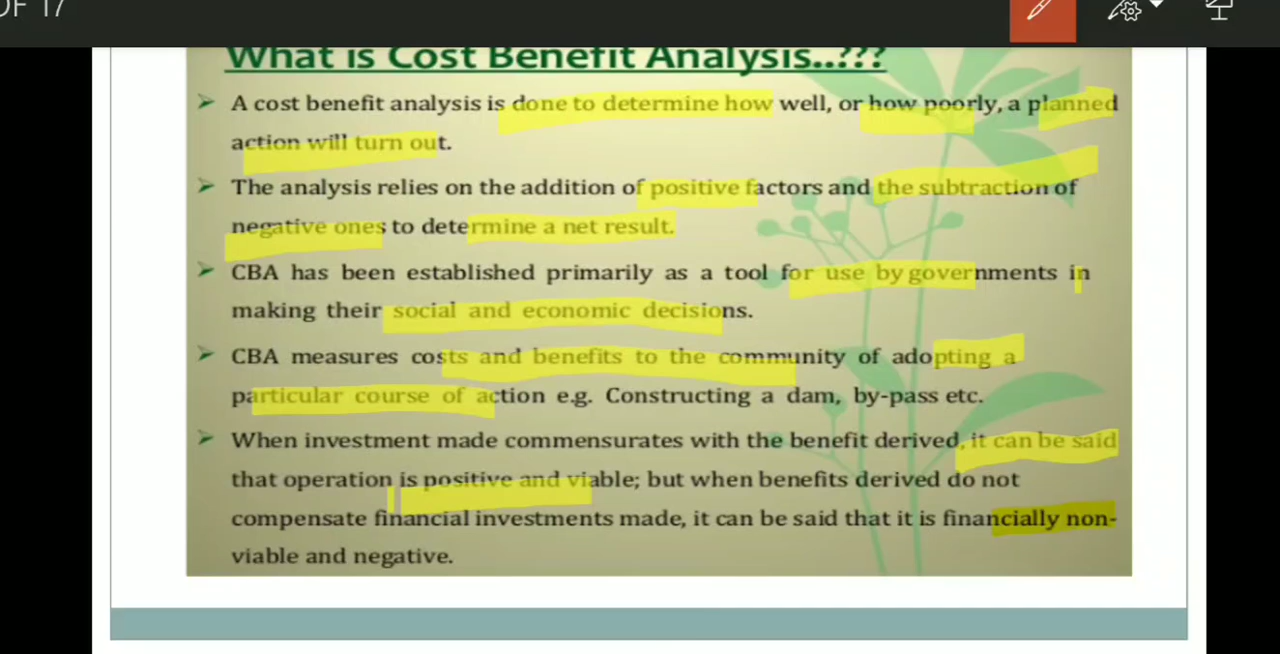 OF 17
What is Cost Benefit Analysis..???
➢ A cost benefit analysis is done to determine how well, or how poorly, a planned
action will turn out.
➢ The analysis relies on the addition of positive factors and the subtraction of
negative ones to determine a net result.
➢ CBA has been established primarily as a tool for use by governments in
making their social and economic decisions.
➢ CBA measures costs and benefits to the community of adopting a
particular course of action e.g. Constructing a dam, by-pass etc.
➢ When investment made commensurates with the benefit derived, it can be said
that operation is positive and viable; but when benefits derived do not
compensate financial investments made, it can be said that it is financially non-
viable and negative.